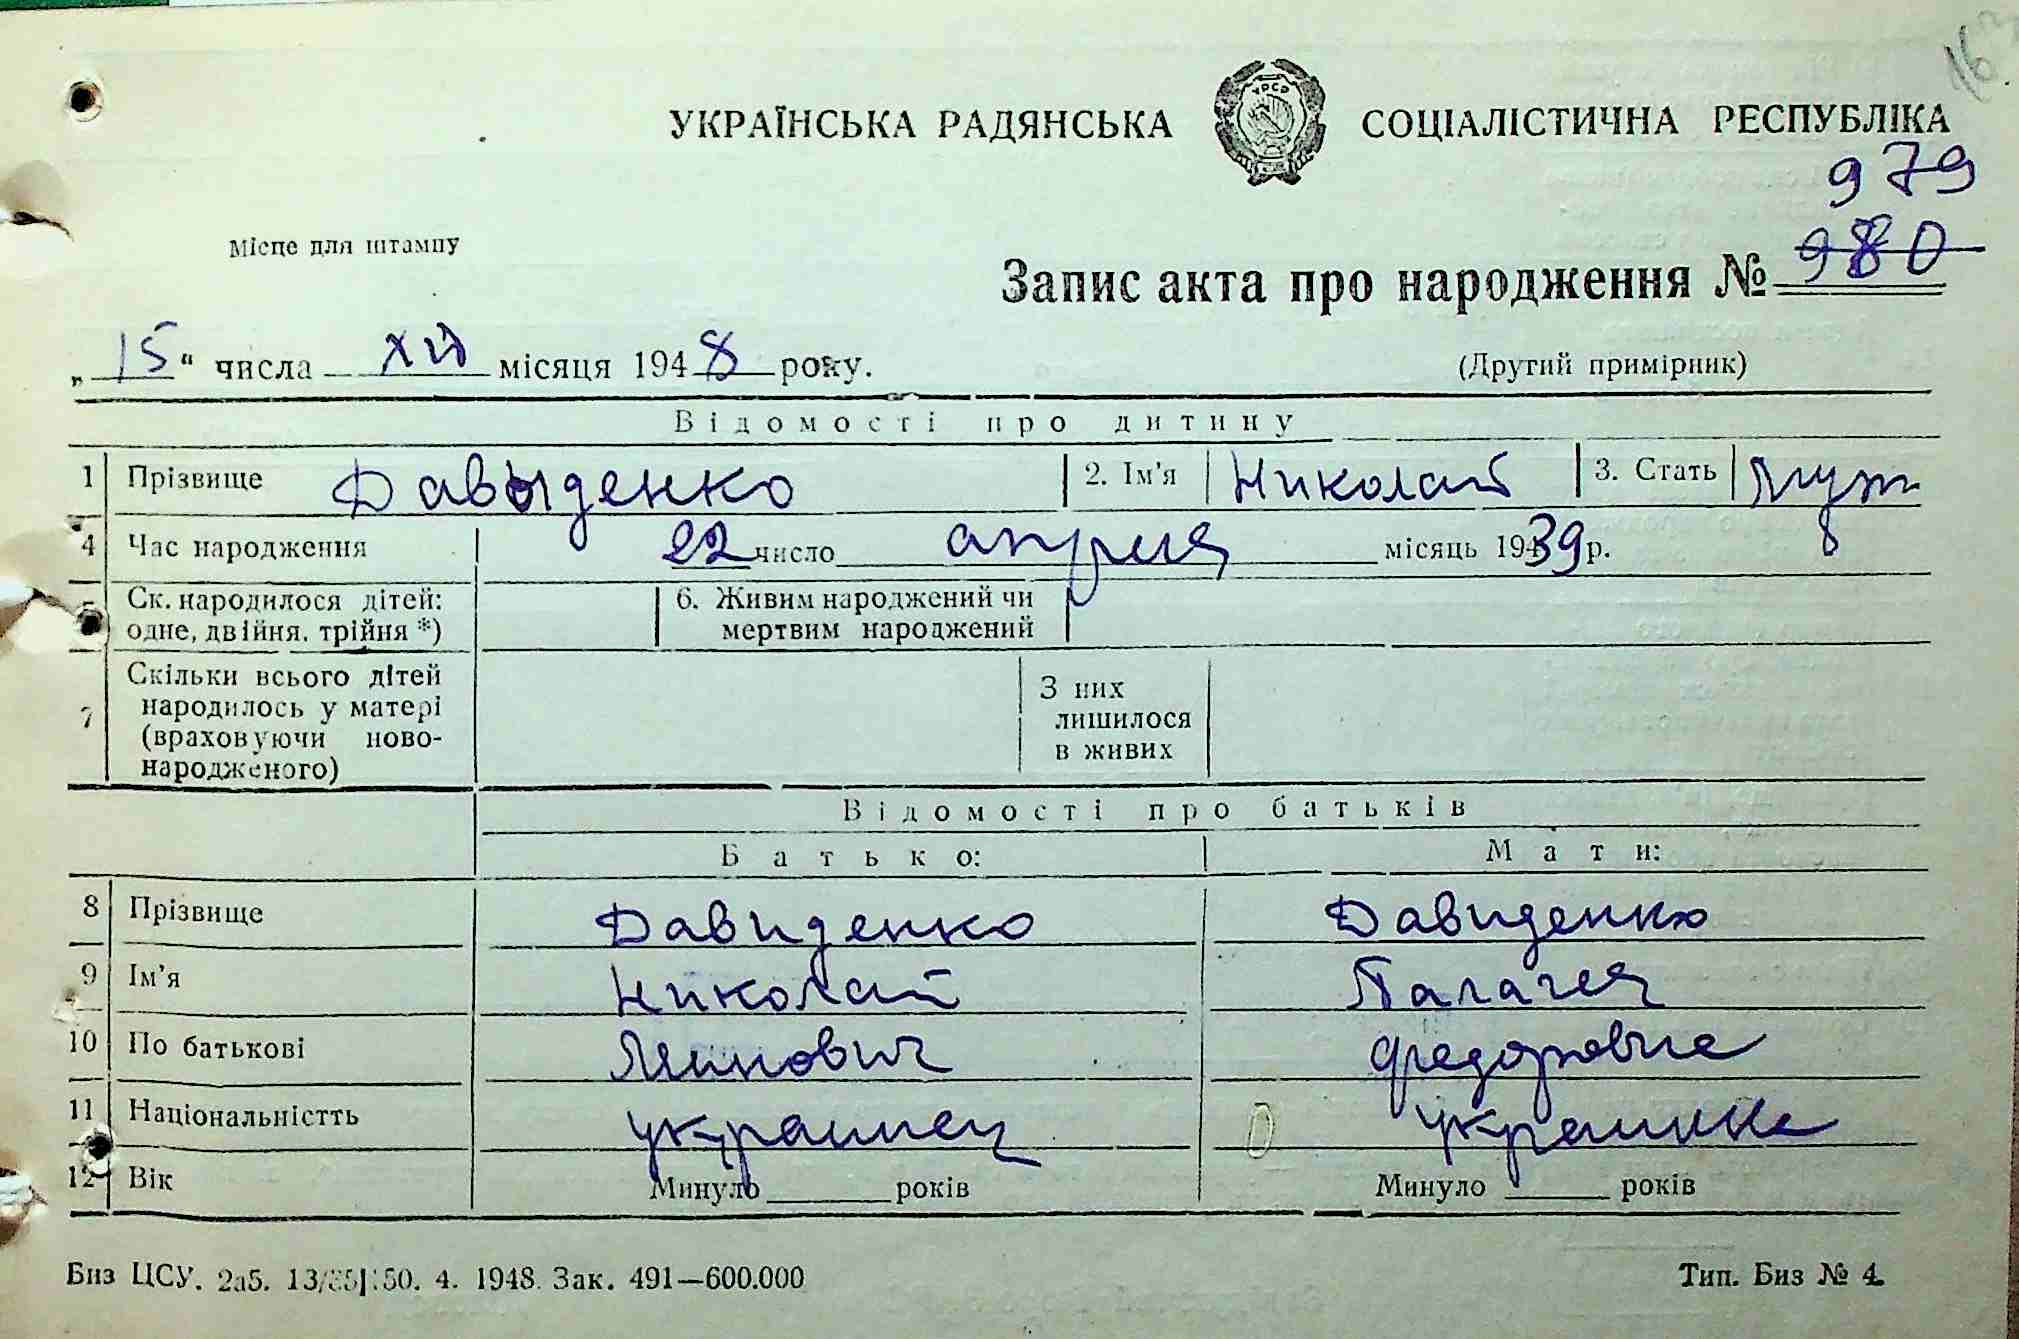 УКРАЇНСЬКА РАДЯНСЬКА СОЦІАЛІСТИЧНА РЕСПУБЛІКА
979
Місце для штампу
Запис акта про народження № 980
„15" числа XII місяця 1948 року.
(Другий примірник)
Відомості про дитину
1 Прізвище Давыденко 2. Ім'я Николай 3. Стать муж
4 Час народження 22 число апреля місяць 1939 р.
5 Ск. народилося дітей: одне, двійня, трійня *) 6. Живим народжений чи мертвим народжений
7 Скільки всього дітей народилось у матері (враховуючи новонародженого) З них лишилося в живих
Відомості про батьків
Батько: Мати:
8 Прізвище Давиденко Давиденко
9 Ім'я Николай Палагея
10 По батькові Федоровна
11 Національністть украинец украинка
12 Вік Минуло років Минуло років
Биз ЦСУ. 2а5. 4. 1948. Зак. 491—600.000 Тип. Биз № 4.